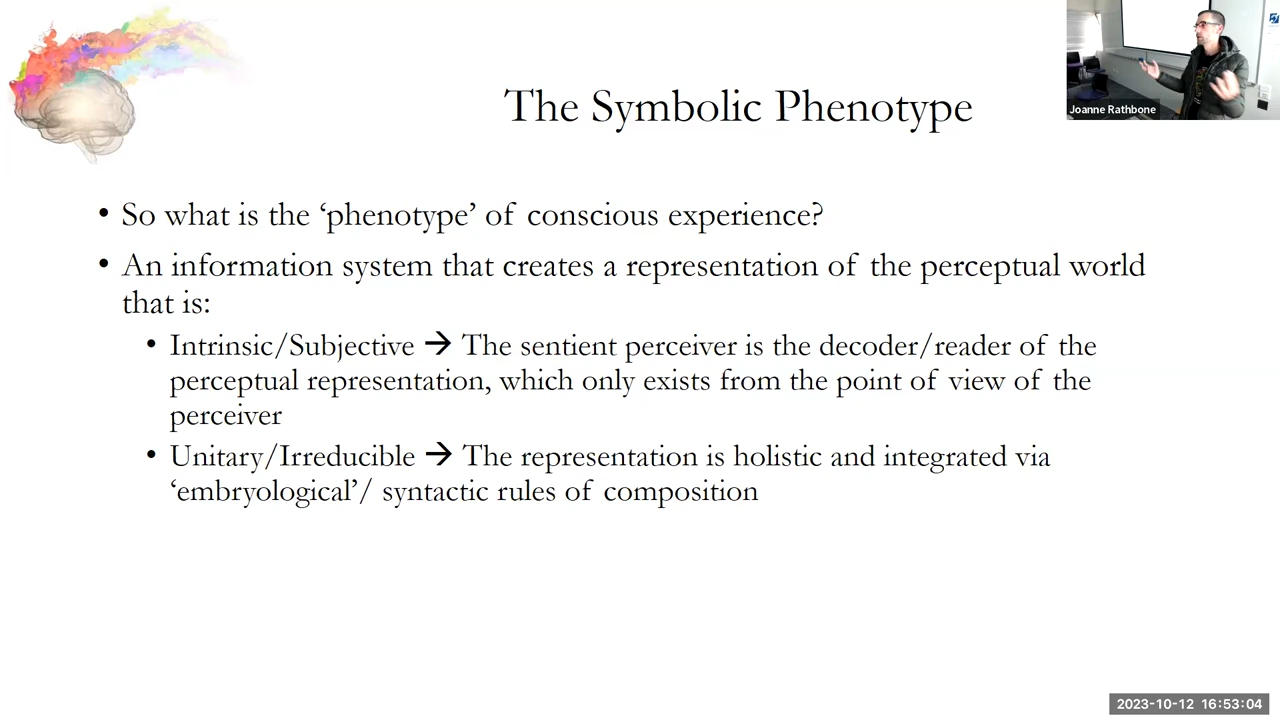 The Symbolic Phenotype
Joanne Rathbone
• So what is the ‘phenotype’ of conscious experience?
• An information system that creates a representation of the perceptual world
that is:
• Intrinsic/Subjective → The sentient perceiver is the decoder/reader of the
perceptual representation, which only exists from the point of view of the
perceiver
• Unitary/Irreducible → The representation is holistic and integrated via
‘embryological’/ syntactic rules of composition
2023-10-12 16:53:04